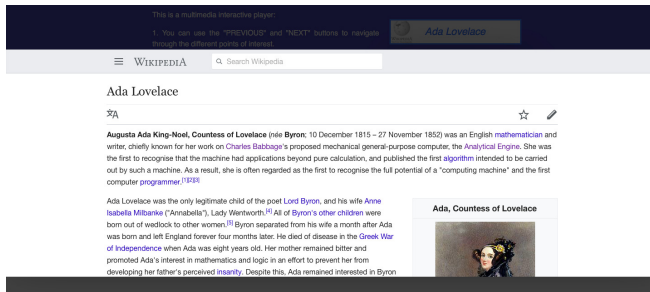 This is a multimedia interactive player:
1. You can use the "PREVIOUS" and "NEXT" buttons to navigate
through the different points of interest.
Ada Lovelace
WIKIPEDIA
Search Wikipedia
Ada Lovelace
Augusta Ada King-Noel, Countess of Lovelace (née Byron; 10 December 1815 – 27 November 1852) was an English mathematician and
writer, chiefly known for her work on Charles Babbage's proposed mechanical general-purpose computer, the Analytical Engine. She was
the first to recognise that the machine had applications beyond pure calculation, and published the first algorithm intended to be carried
out by such a machine. As a result, she is often regarded as the first to recognise the full potential of a "computing machine" and the first
computer programmer.[1][2][3]
Ada Lovelace was the only legitimate child of the poet Lord Byron, and his wife Anne
Isabella Milbanke ("Annabella"), Lady Wentworth.[4] All of Byron's other children were
born out of wedlock to other women.[5] Byron separated from his wife a month after Ada
was born and left England forever four months later. He died of disease in the Greek War
of Independence when Ada was eight years old. Her mother remained bitter and
promoted Ada's interest in mathematics and logic in an effort to prevent her from
developing her father's perceived insanity. Despite this, Ada remained interested in Byron
Ada, Countess of Lovelace